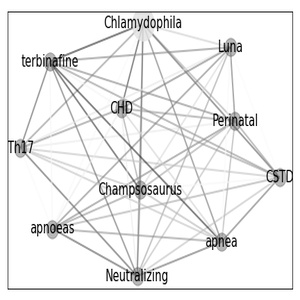 Chlamydophila
Luna
terbinafine
CHD
Perinatal
Th17
CSTD
Champsosaurus
apnoeas
apnea
Neutralizing